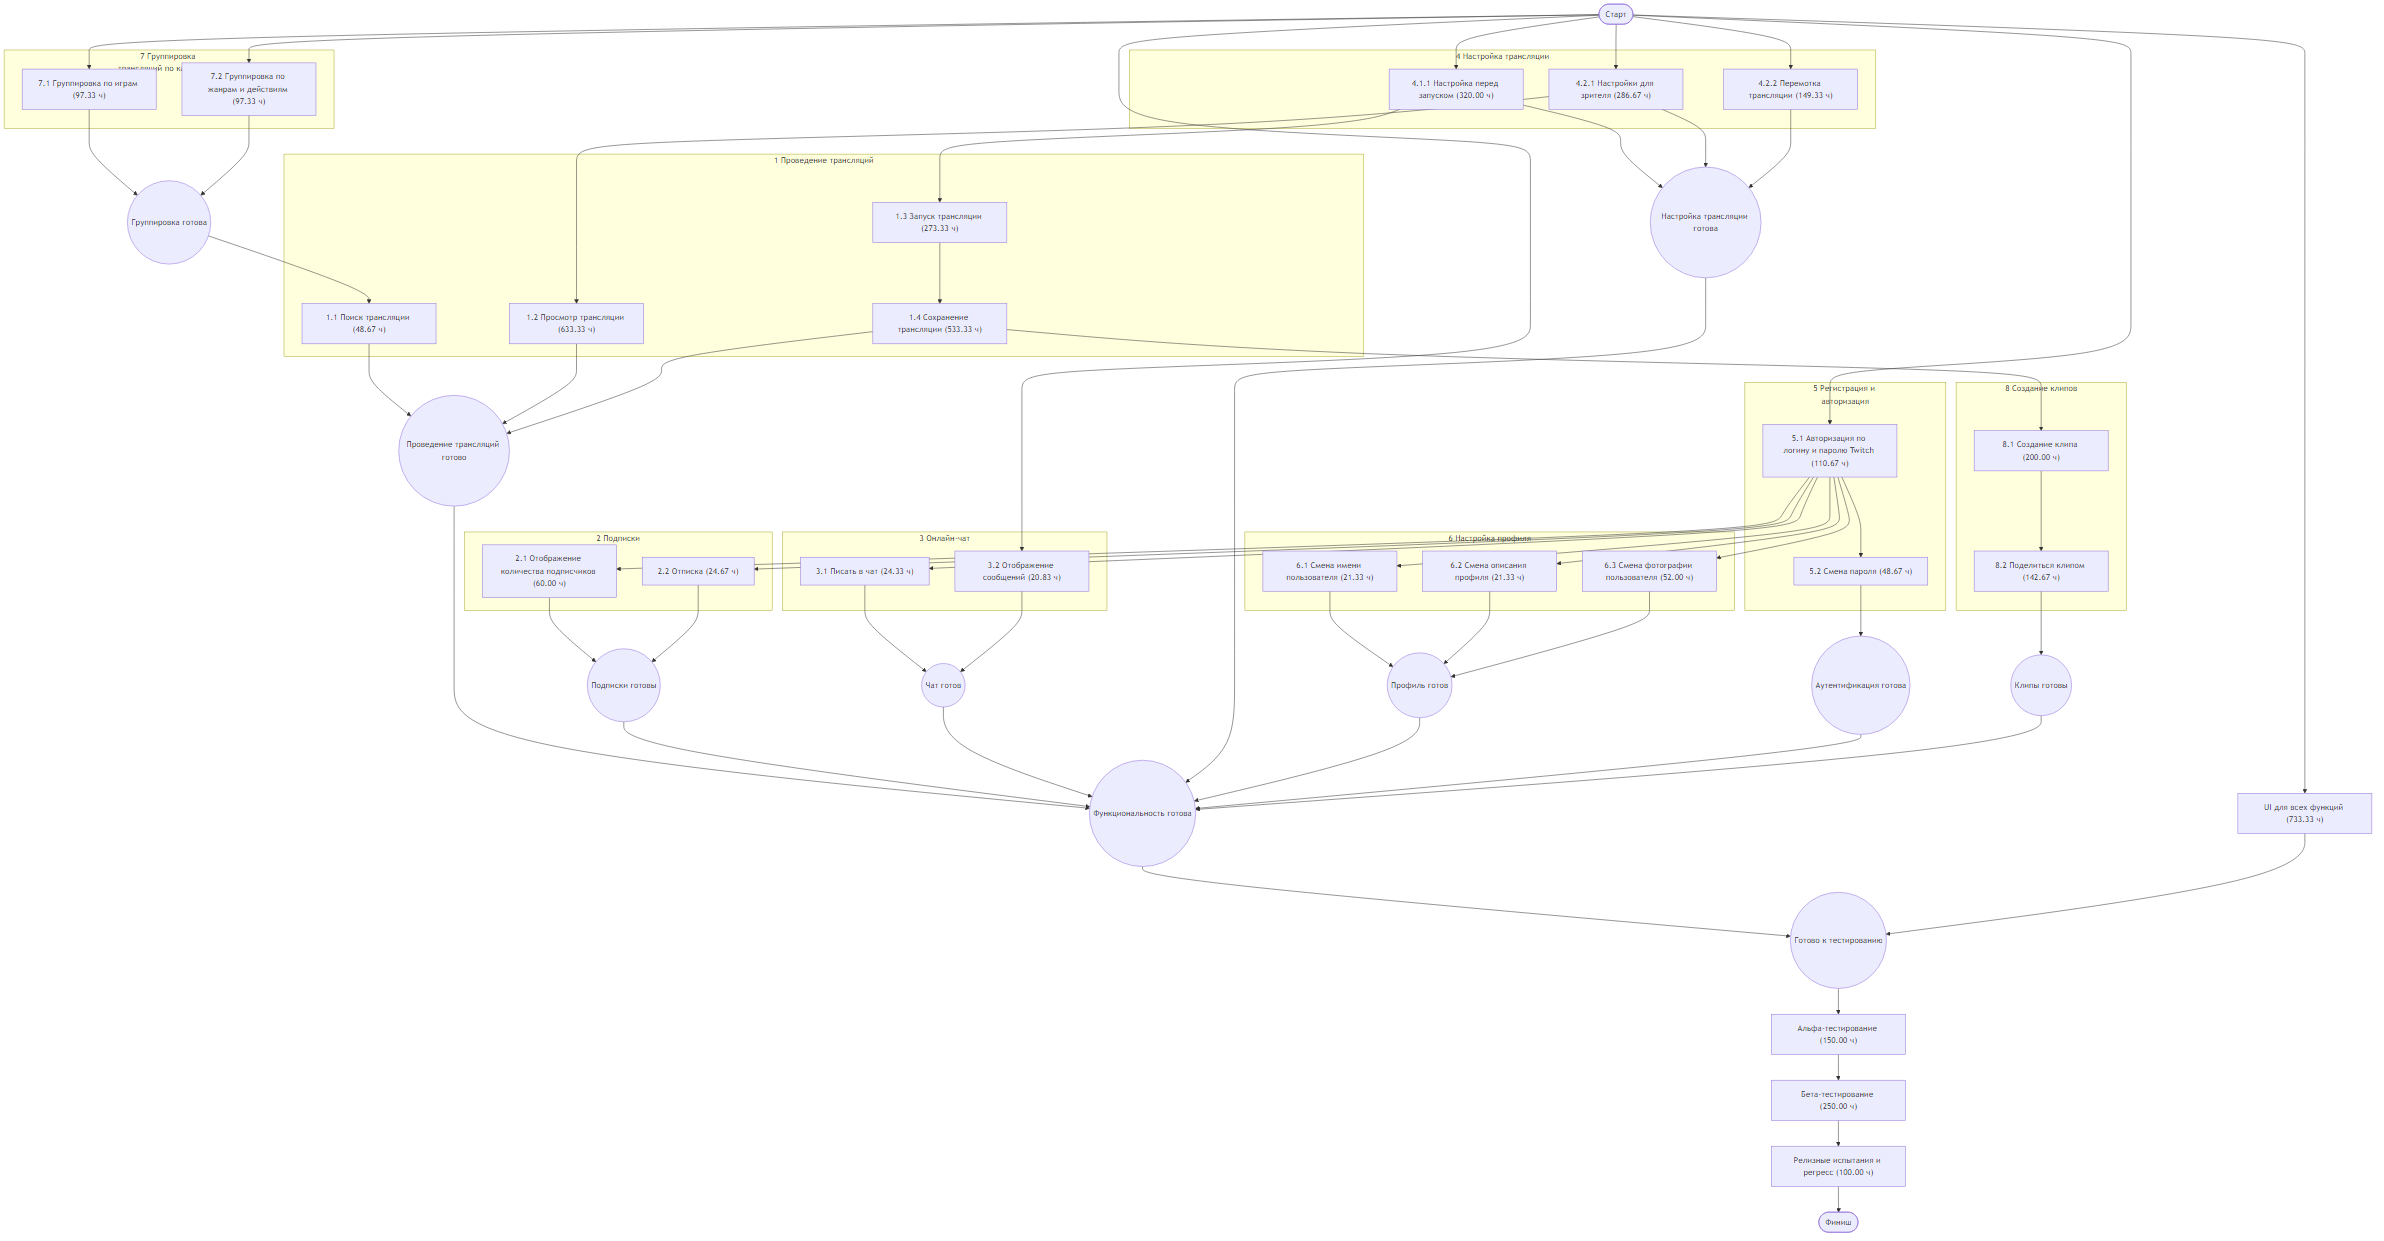 Старт
7 Группировка
трансляций по ка
7.1 Группировка по играм
(97.33 ч)
7.2 Группировка по
жанрам и действиям
(97.33 ч)
4 Настройка трансляции
4.1.1 Настройка перед
запуском (320.00 ч)
4.2.1 Настройки для
зрителя (286.67 ч)
4.2.2 Перемотка
трансляции (149.33 ч)
Группировка готова
1 Проведение трансляций
1.3 Запуск трансляции
(273.33 ч)
Настройка трансляции
готова
1.1 Поиск трансляции
(48.67 ч)
1.2 Просмотр трансляции
(633.33 ч)
1.4 Сохранение
трансляции (533.33 ч)
Проведение трансляций
готово
5 Регистрация и
авторизация
5.1 Авторизация по
логину и паролю Twitch
(110.67 ч)
8 Создание клипов
8.1 Создание клипа
(200.00 ч)
2 Подписки
2.1 Отображение
количества подписчиков
(60.00 ч)
2.2 Отписка (24.67 ч)
3 Онлайн-чат
3.1 Писать в чат (24.33 ч)
3.2 Отображение
сообщений (20.83 ч)
6 Настройка профиля
6.1 Смена имени
пользователя (21.33 ч)
6.2 Смена описания
профиля (21.33 ч)
6.3 Смена фотографии
пользователя (52.00 ч)
5.2 Смена пароля (48.67 ч)
8.2 Поделиться клипом
(142.67 ч)
Подписки готовы
Чат готов
Профиль готов
Аутентификация готова
Клипы готовы
Функциональность готова
UI для всех функций
(733.33 ч)
Готово к тестированию
Альфа-тестирование
(150.00 ч)
Бета-тестирование
(250.00 ч)
Релизные испытания и
регресс (100.00 ч)
Финиш